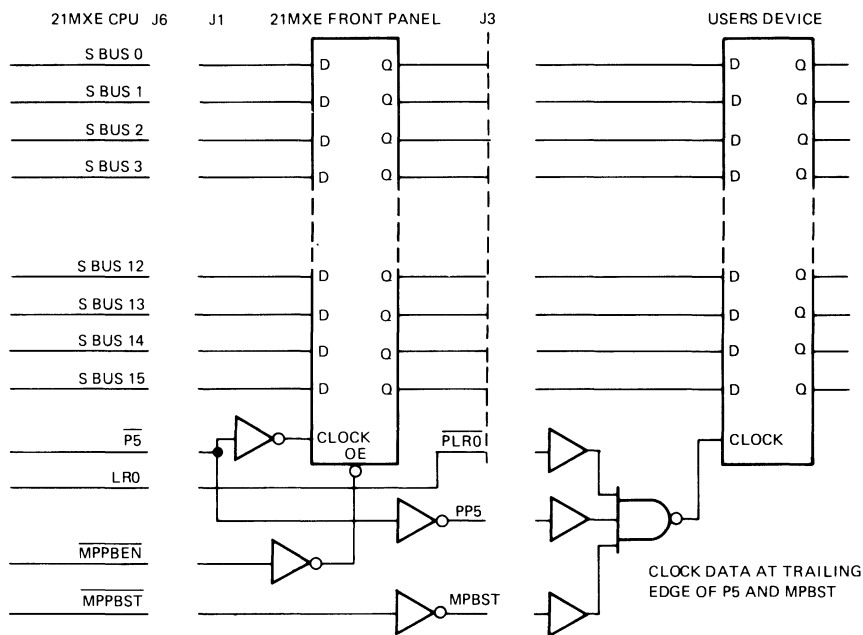 21MXE CPU J6 J1 21MXE FRONT PANEL J3 USERS DEVICE
S BUS 0
D Q D Q
S BUS 1
D Q D Q
S BUS 2
D Q D Q
S BUS 3
D Q D Q
S BUS 12
D Q D Q
S BUS 13
D Q D Q
S BUS 14
D Q D Q
S BUS 15
D Q D Q
P5 CLOCK PLR0 CLOCK
OE
LR0
PP5
MPPBEN
CLOCK DATA AT TRAILING
EDGE OF P5 AND MPBST
MPPBST MPBST